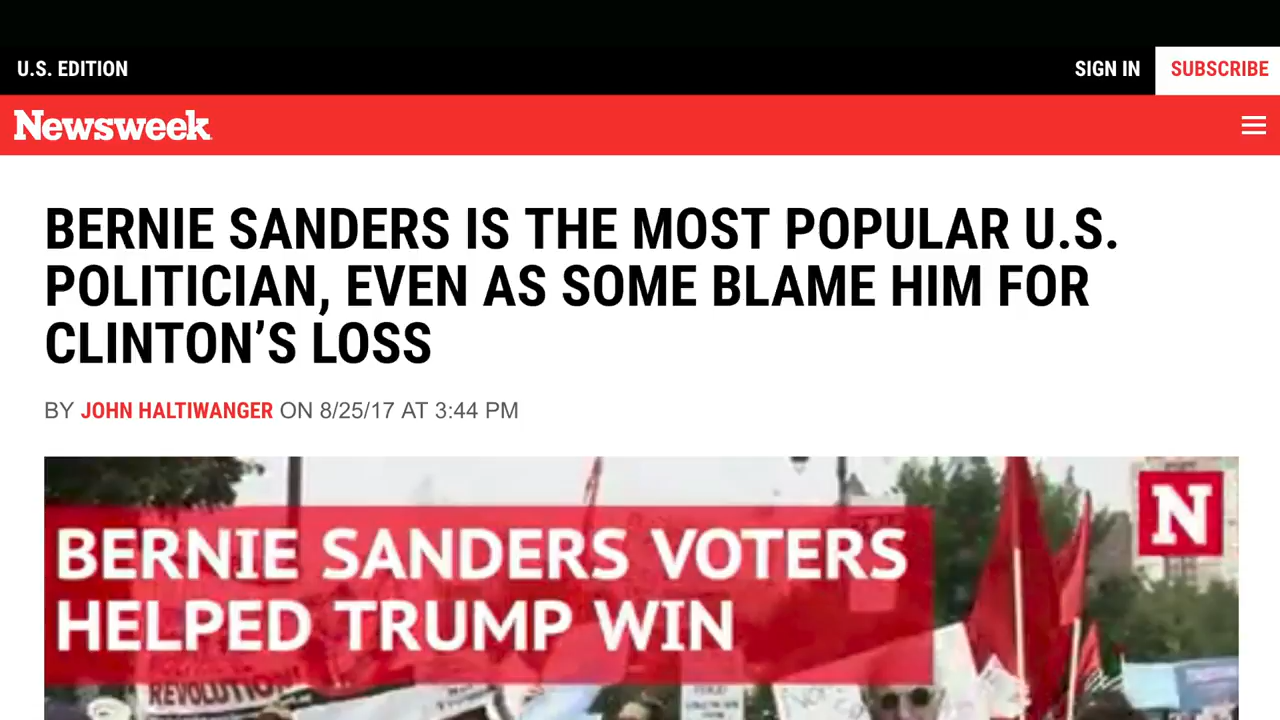 U.S. EDITION
SIGN IN
SUBSCRIBE
Newsweek
BERNIE SANDERS IS THE MOST POPULAR U.S.
POLITICIAN, EVEN AS SOME BLAME HIM FOR
CLINTON’S LOSS
BY JOHN HALTIWANGER ON 8/25/17 AT 3:44 PM
N
BERNIE SANDERS VOTERS
HELPED TRUMP WIN
REVOLUTION!